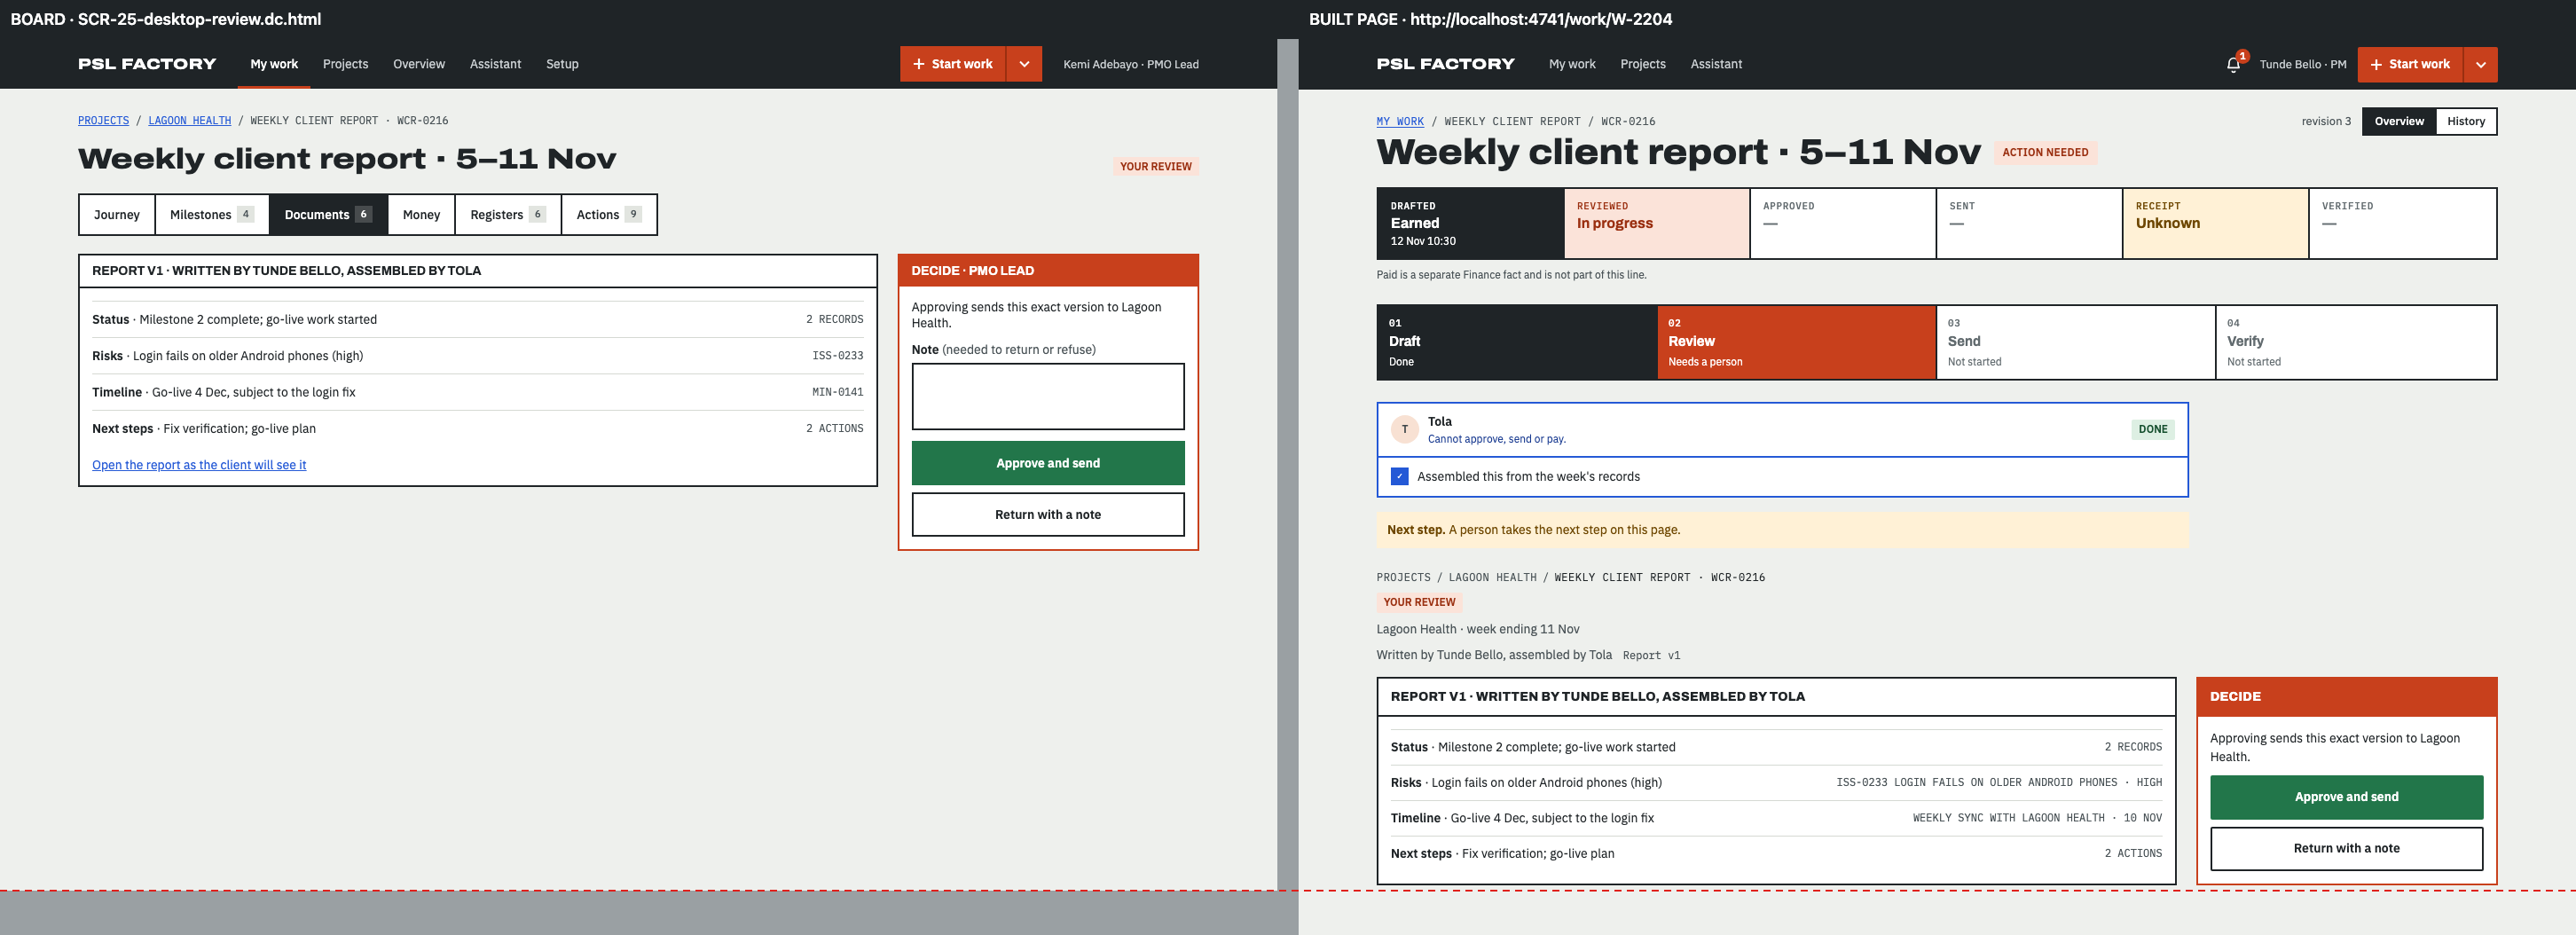 BOARD · SCR-25-desktop-review.dc.html
PSL FACTORY My work Projects Overview Assistant Setup + Start work Kemi Adebayo · PMO Lead
PROJECTS / LAGOON HEALTH / WEEKLY CLIENT REPORT · WCR-0216
Weekly client report · 5–11 Nov
YOUR REVIEW
Journey Milestones 4 Documents 6 Money Registers 6 Actions 9
REPORT V1 · WRITTEN BY TUNDE BELLO, ASSEMBLED BY TOLA
Status · Milestone 2 complete; go-live work started 2 RECORDS
Risks · Login fails on older Android phones (high) ISS-0233
Timeline · Go-live 4 Dec, subject to the login fix MIN-0141
Next steps · Fix verification; go-live plan 2 ACTIONS
Open the report as the client will see it
DECIDE · PMO LEAD
Approving sends this exact version to Lagoon
Health.
Note (needed to return or refuse)
Approve and send
Return with a note
BUILT PAGE · http://localhost:4741/work/W-2204
PSL FACTORY My work Projects Assistant 1 Tunde Bello · PM + Start work
MY WORK / WEEKLY CLIENT REPORT / WCR-0216
revision 3 Overview History
Weekly client report · 5–11 Nov ACTION NEEDED
DRAFTED
Earned
12 Nov 10:30
REVIEWED
In progress
APPROVED
—
SENT
—
RECEIPT
Unknown
VERIFIED
—
Paid is a separate Finance fact and is not part of this line.
01
Draft
Done
02
Review
Needs a person
03
Send
Not started
04
Verify
Not started
T
Tola
Cannot approve, send or pay.
DONE
✓ Assembled this from the week's records
Next step. A person takes the next step on this page.
PROJECTS / LAGOON HEALTH / WEEKLY CLIENT REPORT · WCR-0216
YOUR REVIEW
Lagoon Health · week ending 11 Nov
Written by Tunde Bello, assembled by Tola Report v1
REPORT V1 · WRITTEN BY TUNDE BELLO, ASSEMBLED BY TOLA
Status · Milestone 2 complete; go-live work started 2 RECORDS
Risks · Login fails on older Android phones (high) ISS-0233 LOGIN FAILS ON OLDER ANDROID PHONES · HIGH
Timeline · Go-live 4 Dec, subject to the login fix WEEKLY SYNC WITH LAGOON HEALTH · 10 NOV
Next steps · Fix verification; go-live plan 2 ACTIONS
DECIDE
Approving sends this exact version to Lagoon
Health.
Approve and send
Return with a note